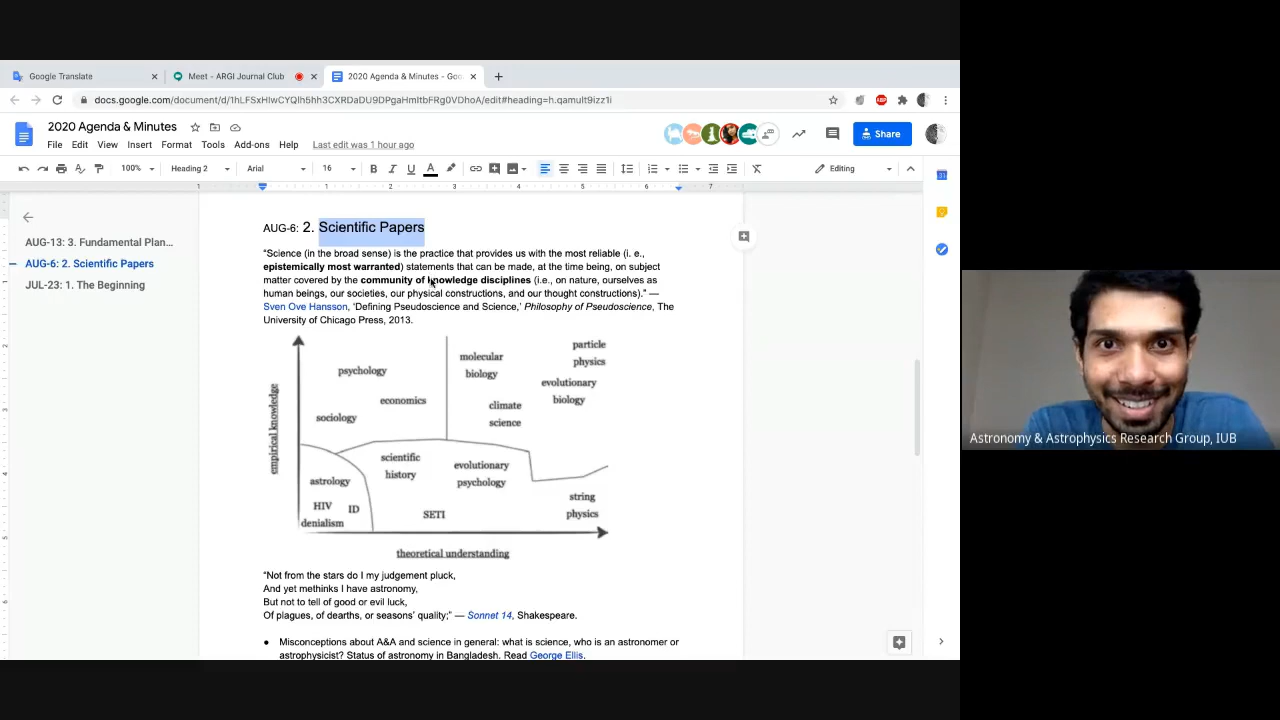 Google Translate
Meet - ARGI Journal Club
2020 Agenda & Minutes - Goo
docs.google.com/document/d/1hLFSxHIwCYQIh5hh3CXRDaDU9DPgaHmItbFRg0VDhoA/edit#heading=h.qamult9izz1i
ABP
2020 Agenda & Minutes
File Edit View Insert Format Tools Add-ons Help Last edit was 1 hour ago
Share
100% Heading 2 Arial 16 B I U A Editing
1 1 2 3 4 5 6 7
AUG-13: 3. Fundamental Plan...
AUG-6: 2. Scientific Papers
JUL-23: 1. The Beginning
AUG-6: 2. Scientific Papers
“Science (in the broad sense) is the practice that provides us with the most reliable (i. e.,
epistemically most warranted) statements that can be made, at the time being, on subject
matter covered by the community of knowledge disciplines (i.e., on nature, ourselves as
human beings, our societies, our physical constructions, and our thought constructions).” —
Sven Ove Hansson, ‘Defining Pseudoscience and Science,’ Philosophy of Pseudoscience, The
University of Chicago Press, 2013.
empirical knowledge
psychology
economics
sociology
molecular
biology
particle
physics
evolutionary
biology
climate
science
astrology
HIV ID
denialism
scientific
history
evolutionary
psychology
SETI
string
physics
theoretical understanding
“Not from the stars do I my judgement pluck,
And yet methinks I have astronomy,
But not to tell of good or evil luck,
Of plagues, of dearths, or seasons’ quality;” — Sonnet 14, Shakespeare.
● Misconceptions about A&A and science in general: what is science, who is an astronomer or
astrophysicist? Status of astronomy in Bangladesh. Read George Ellis.
31
Astronomy & Astrophysics Research Group, IUB